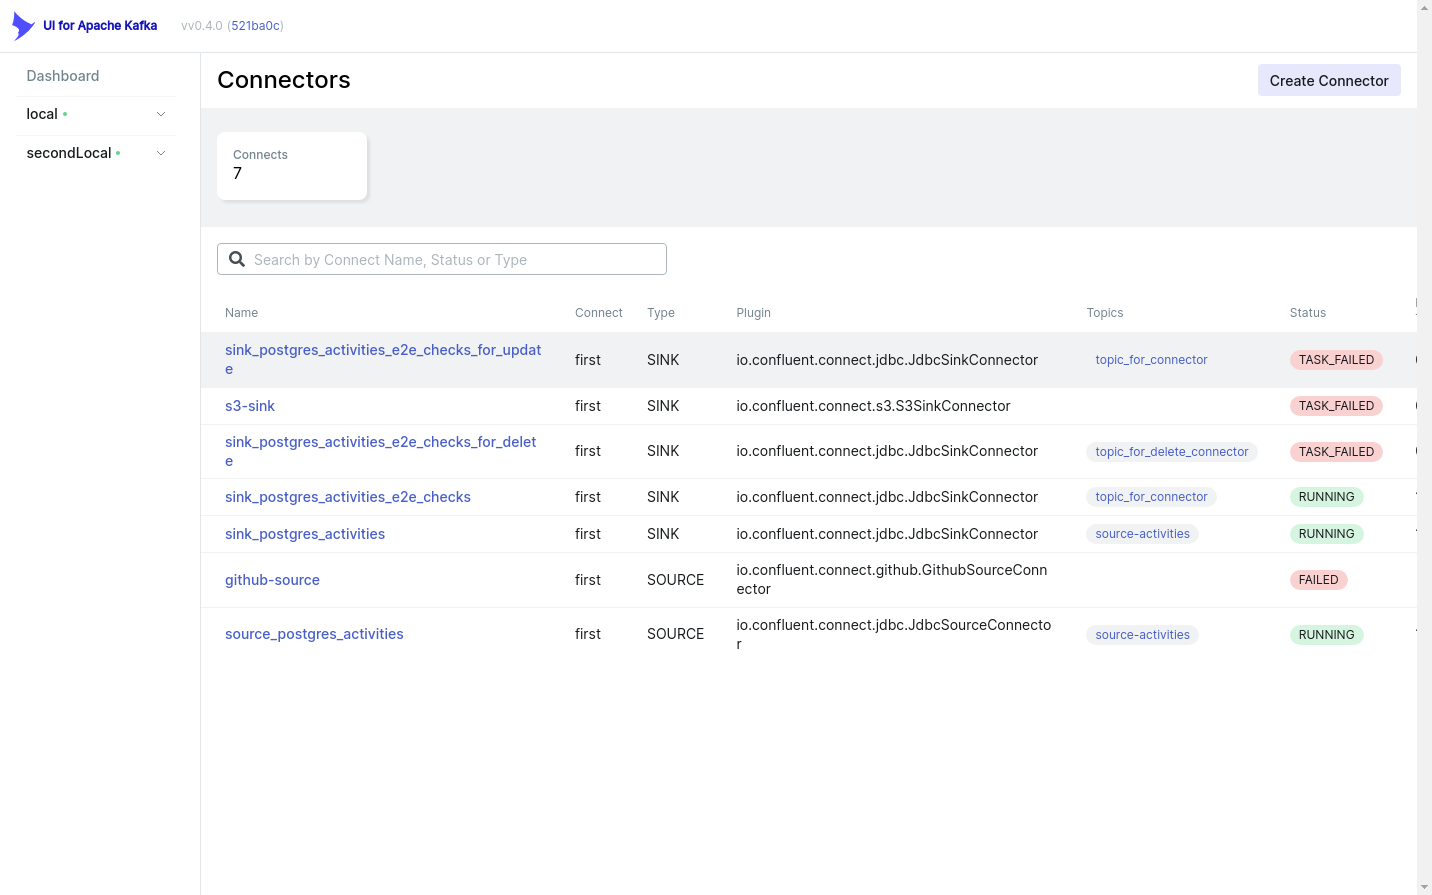 UI for Apache Kafka vv0.4.0 (521ba0c)
Dashboard
local
secondLocal
Connectors
Create Connector
Connects
7
Search by Connect Name, Status or Type
Name Connect Type Plugin Topics Status
sink_postgres_activities_e2e_checks_for_updat
e
first SINK io.confluent.connect.jdbc.JdbcSinkConnector topic_for_connector TASK_FAILED
s3-sink first SINK io.confluent.connect.s3.S3SinkConnector TASK_FAILED
sink_postgres_activities_e2e_checks_for_delet
e
first SINK io.confluent.connect.jdbc.JdbcSinkConnector topic_for_delete_connector TASK_FAILED
sink_postgres_activities_e2e_checks first SINK io.confluent.connect.jdbc.JdbcSinkConnector topic_for_connector RUNNING
sink_postgres_activities first SINK io.confluent.connect.jdbc.JdbcSinkConnector source-activities RUNNING
github-source first SOURCE io.confluent.connect.github.GithubSourceConn
ector
FAILED
source_postgres_activities first SOURCE io.confluent.connect.jdbc.JdbcSourceConnecto
r
source-activities RUNNING